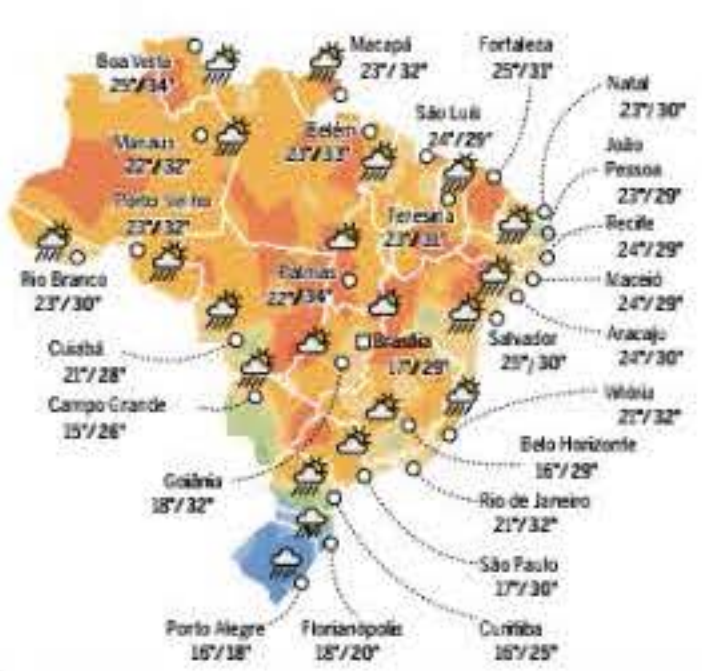 Boa Vista
25°/34°
Macapá
23°/32°
Fortaleza
25°/31°
Natal
23°/30°
São Luís
24°/29°
Manaus
22°/32°
Belém
23°/33°
João
Pessoa
23°/29°
Porto Velho
23°/32°
Teresina
23°/31°
Recife
24°/29°
Rio Branco
23°/30°
Palmas
22°/34°
Maceió
24°/29°
Cuiabá
21°/28°
Brasília
17°/29°
Salvador
25°/30°
Aracaju
24°/30°
Campo Grande
15°/26°
Vitória
21°/32°
Belo Horizonte
16°/29°
Goiânia
18°/32°
Rio de Janeiro
21°/32°
São Paulo
17°/30°
Porto Alegre
16°/18°
Florianópolis
18°/20°
Curitiba
16°/25°